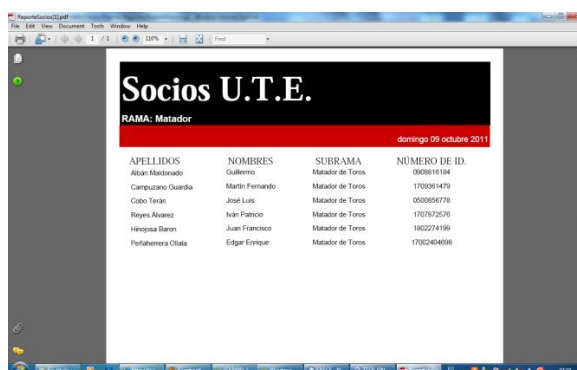 ReporteSocios[1].pdf
File Edit View Document Tools Window Help
1 / 1 110% Find
Socios U.T.E.
RAMA: Matador
domingo 09 octubre 2011
APELLIDOS NOMBRES SUBRAMA NÚMERO DE ID.
Albán Maldonado Guillermo Matador de Toros 0908616184
Campuzano Guardia Martín Fernando Matador de Toros 1709361479
Cobo Terán José Luis Matador de Toros 0500856778
Reyes Álvarez Iván Patricio Matador de Toros 1707872576
Hinojosa Baron Juan Francisco Matador de Toros 1802274199
Peñaherrera Ollala Edgar Enrique Matador de Toros 17002404698